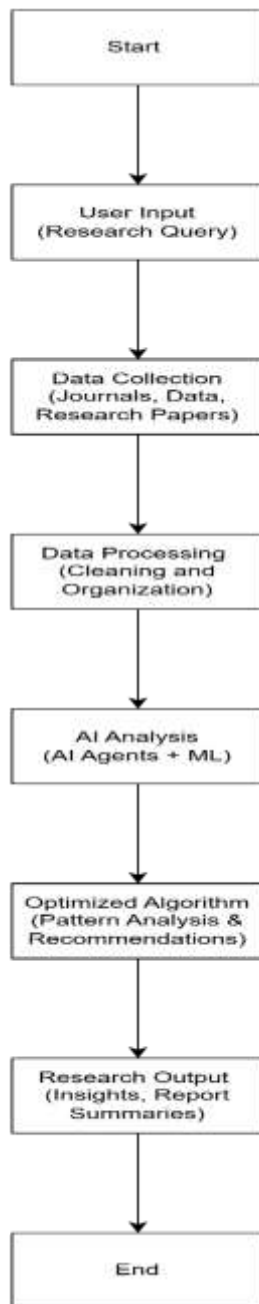 Start
User Input
(Research Query)
Data Collection
(Journals, Data,
Research Papers)
Data Processing
(Cleaning and
Organization)
AI Analysis
(AI Agents + ML)
Optimized Algorithm
(Pattern Analysis &
Recommendations)
Research Output
(Insights, Report
Summaries)
End